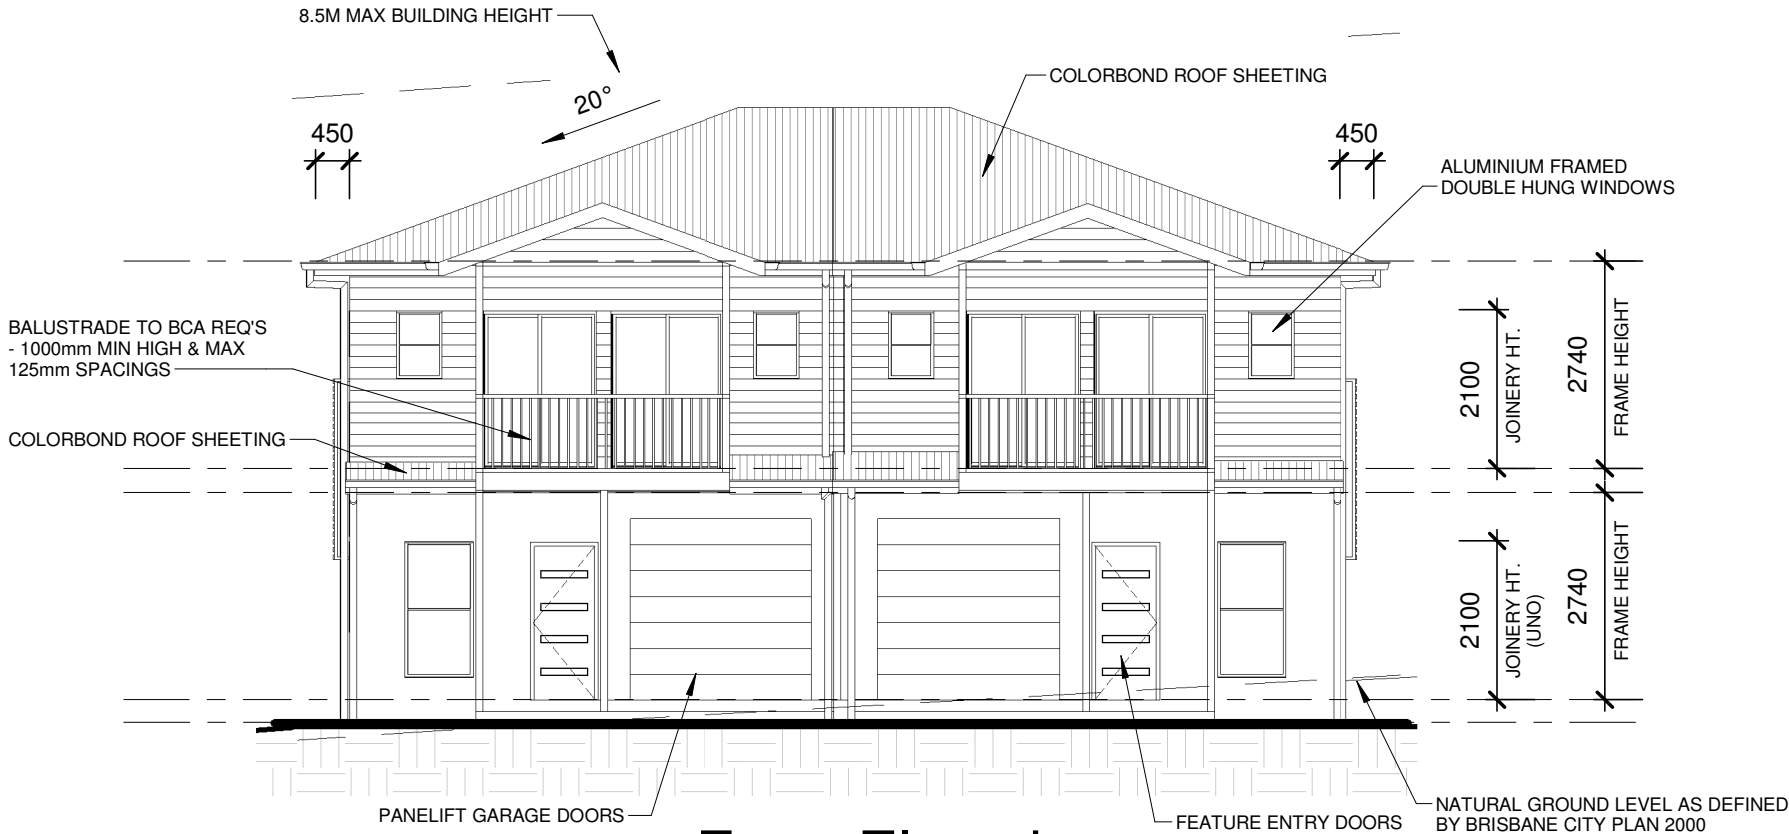 8.5M MAX BUILDING HEIGHT
20°
COLORBOND ROOF SHEETING
450
450
ALUMINIUM FRAMED
DOUBLE HUNG WINDOWS
BALUSTRADE TO BCA REQ'S
- 1000mm MIN HIGH & MAX
125mm SPACINGS
2100
JOINERY HT.
2740
FRAME HEIGHT
COLORBOND ROOF SHEETING
2100
JOINERY HT.
(UNO)
2740
FRAME HEIGHT
PANELIFT GARAGE DOORS
FEATURE ENTRY DOORS
NATURAL GROUND LEVEL AS DEFINED
BY BRISBANE CITY PLAN 2000